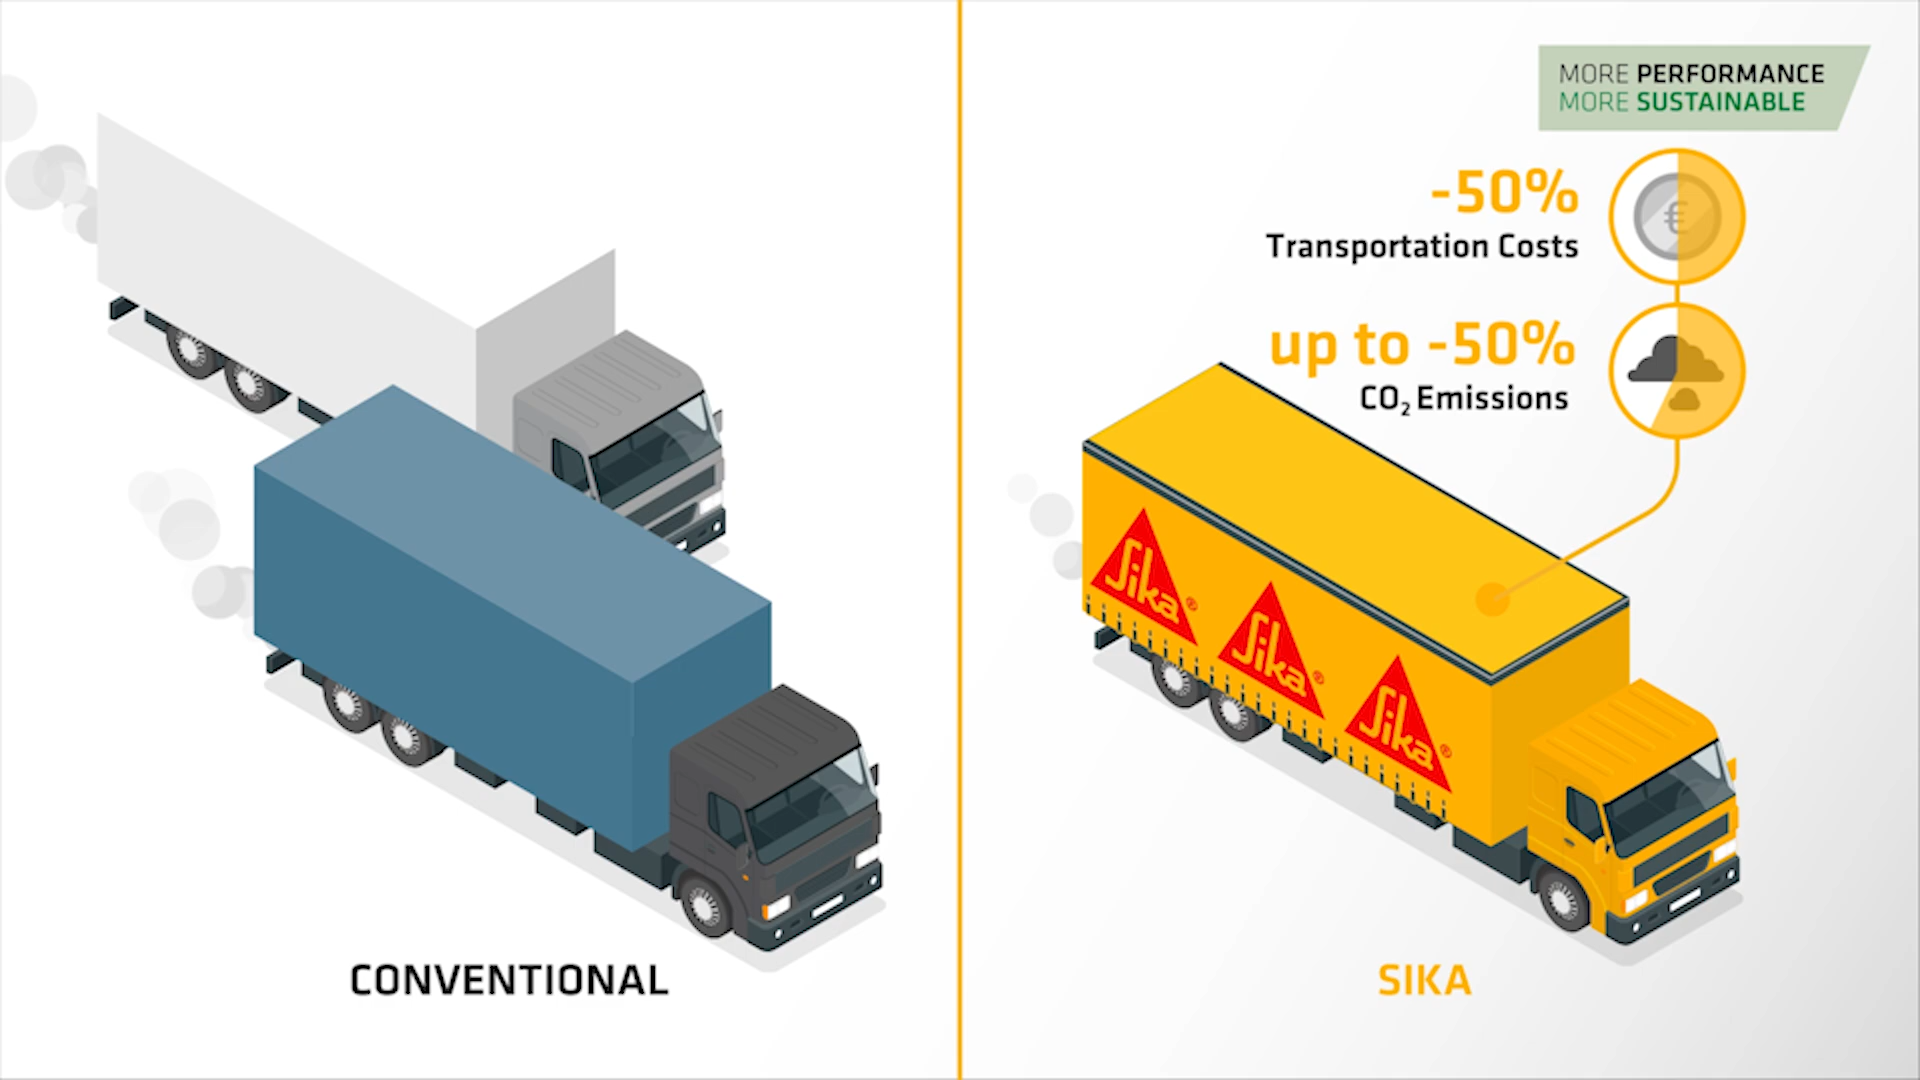 MORE PERFORMANCE
MORE SUSTAINABLE
-50%
Transportation Costs
€
up to -50%
CO₂ Emissions
Sika®
Sika®
Sika®
CONVENTIONAL
SIKA